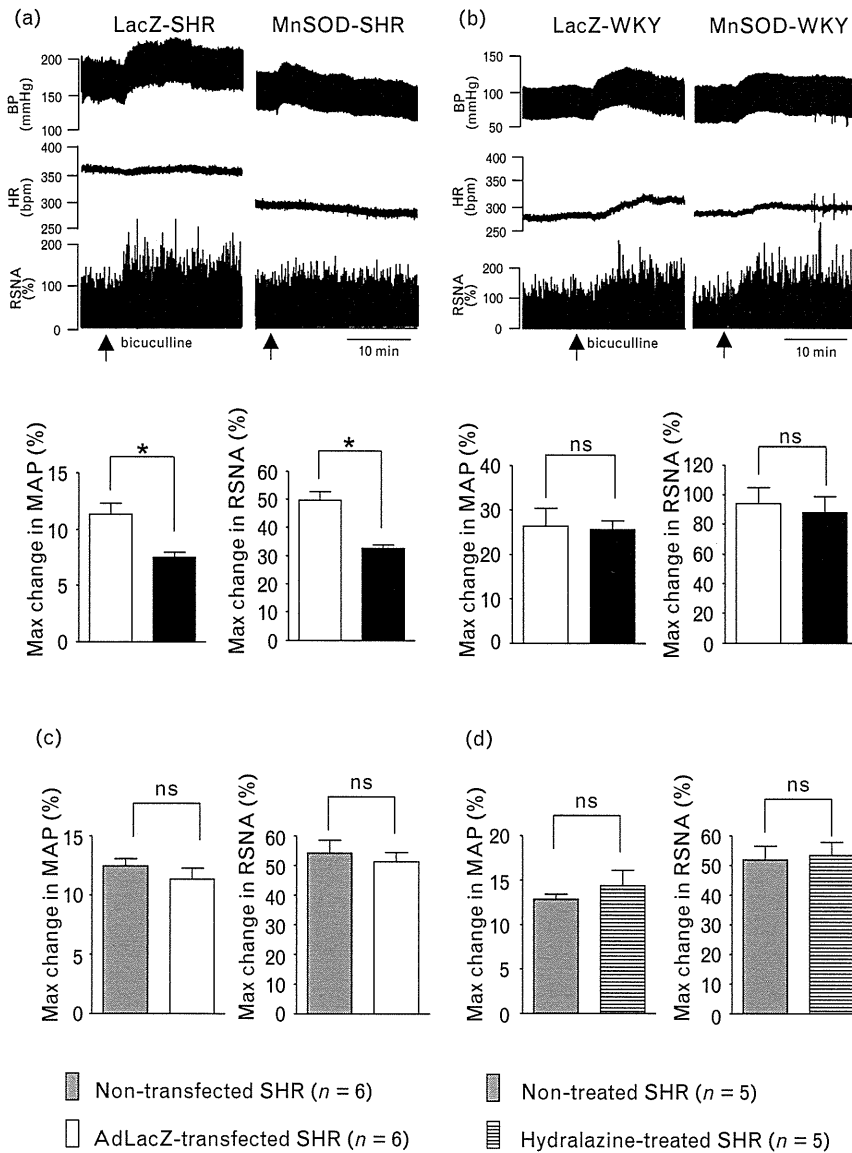 (a)
LacZ-SHR
MnSOD-SHR
BP
(mmHg)
200
150
100
HR
(bpm)
400
350
300
250
RSNA
(%)
200
100
0
bicuculline
10 min
Max change in MAP (%)
15
10
5
0
*
Max change in RSNA (%)
60
50
40
30
20
10
0
*
(b)
LacZ-WKY
MnSOD-WKY
BP
(mmHg)
150
100
50
HR
(bpm)
400
350
300
250
RSNA
(%)
200
100
0
bicuculline
10 min
Max change in MAP (%)
40
30
20
10
0
ns
Max change in RSNA (%)
120
100
80
60
40
20
0
ns
(c)
Max change in MAP (%)
15
10
5
0
ns
Max change in RSNA (%)
60
50
40
30
20
10
0
ns
Non-transfected SHR (n = 6)
AdLacZ-transfected SHR (n = 6)
(d)
Max change in MAP (%)
20
15
10
5
0
ns
Max change in RSNA (%)
60
50
40
30
20
10
0
ns
Non-treated SHR (n = 5)
Hydralazine-treated SHR (n = 5)